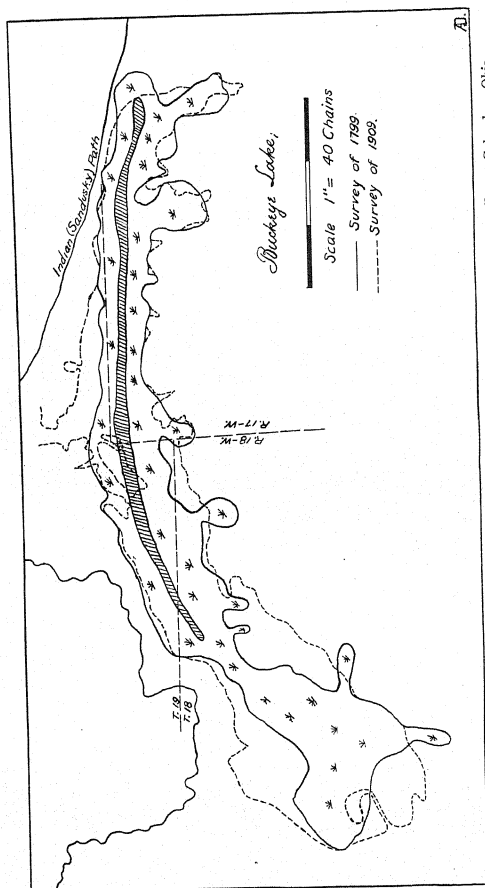 AD.
Indian (Sandusky) Path
Buckeye Lake;
Scale 1" = 40 Chains
Survey of 1799.
Survey of 1909.
R.17-W.
R.18-W.
T.19
T.18